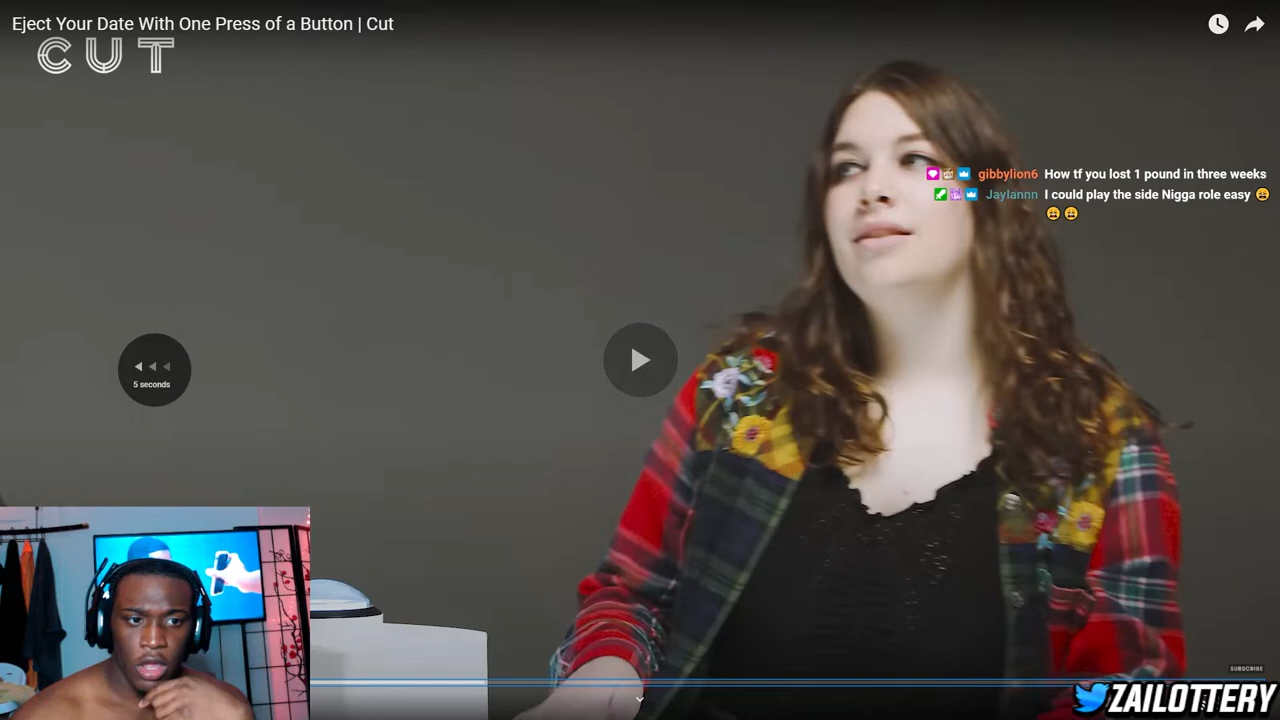 Eject Your Date With One Press of a Button | Cut
CUT
gibbylion6 How tf you lost 1 pound in three weeks
Jaylannn I could play the side Nigga role easy 😩
😩 😩
5 seconds
SUBSCRIBE
ZAILOTTERY